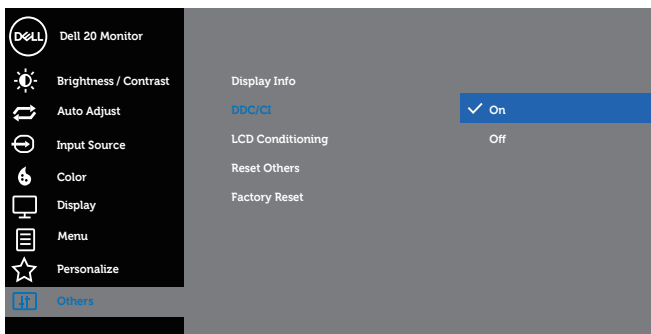 DELL
Dell 20 Monitor
Brightness / Contrast
Auto Adjust
Input Source
Color
Display
Menu
Personalize
Others
Display Info
DDC/CI
LCD Conditioning
Reset Others
Factory Reset
On
Off